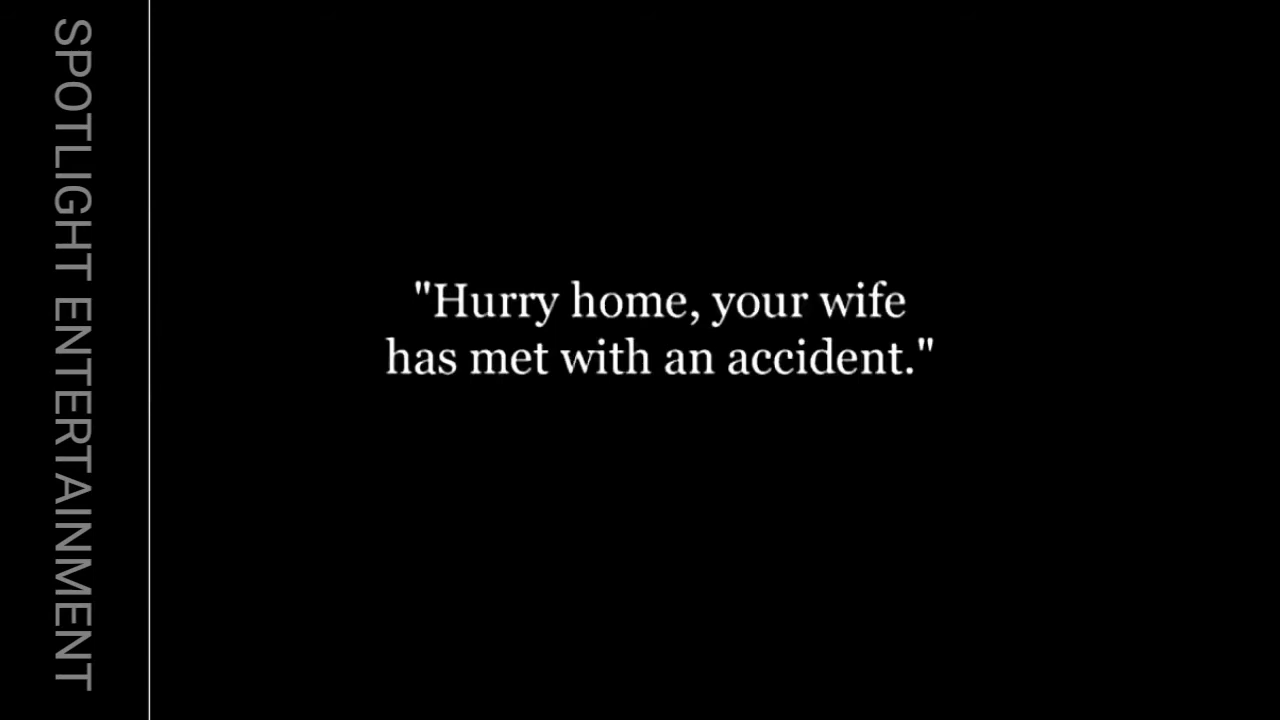 SPOTLIGHT ENTERTAINMENT
"Hurry home, your wife
has met with an accident."